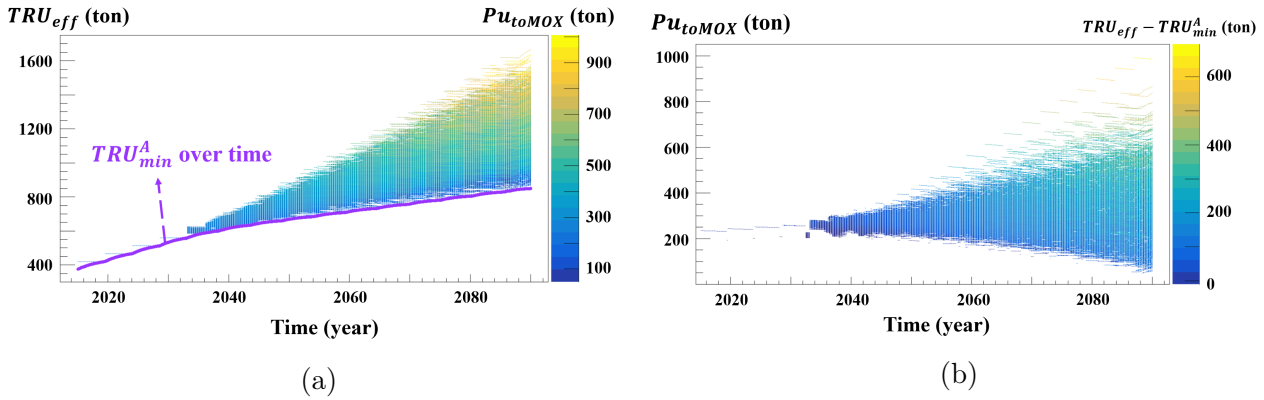 TRU_eff (ton)
Pu_toMOX (ton)
1600
1200
800
400
TRU^A_min over time
900
700
500
300
100
2020 2040 2060 2080
Time (year)
(a)
Pu_toMOX (ton)
TRU_eff − TRU^A_min (ton)
1000
800
600
400
200
600
400
200
0
2020 2040 2060 2080
Time (year)
(b)